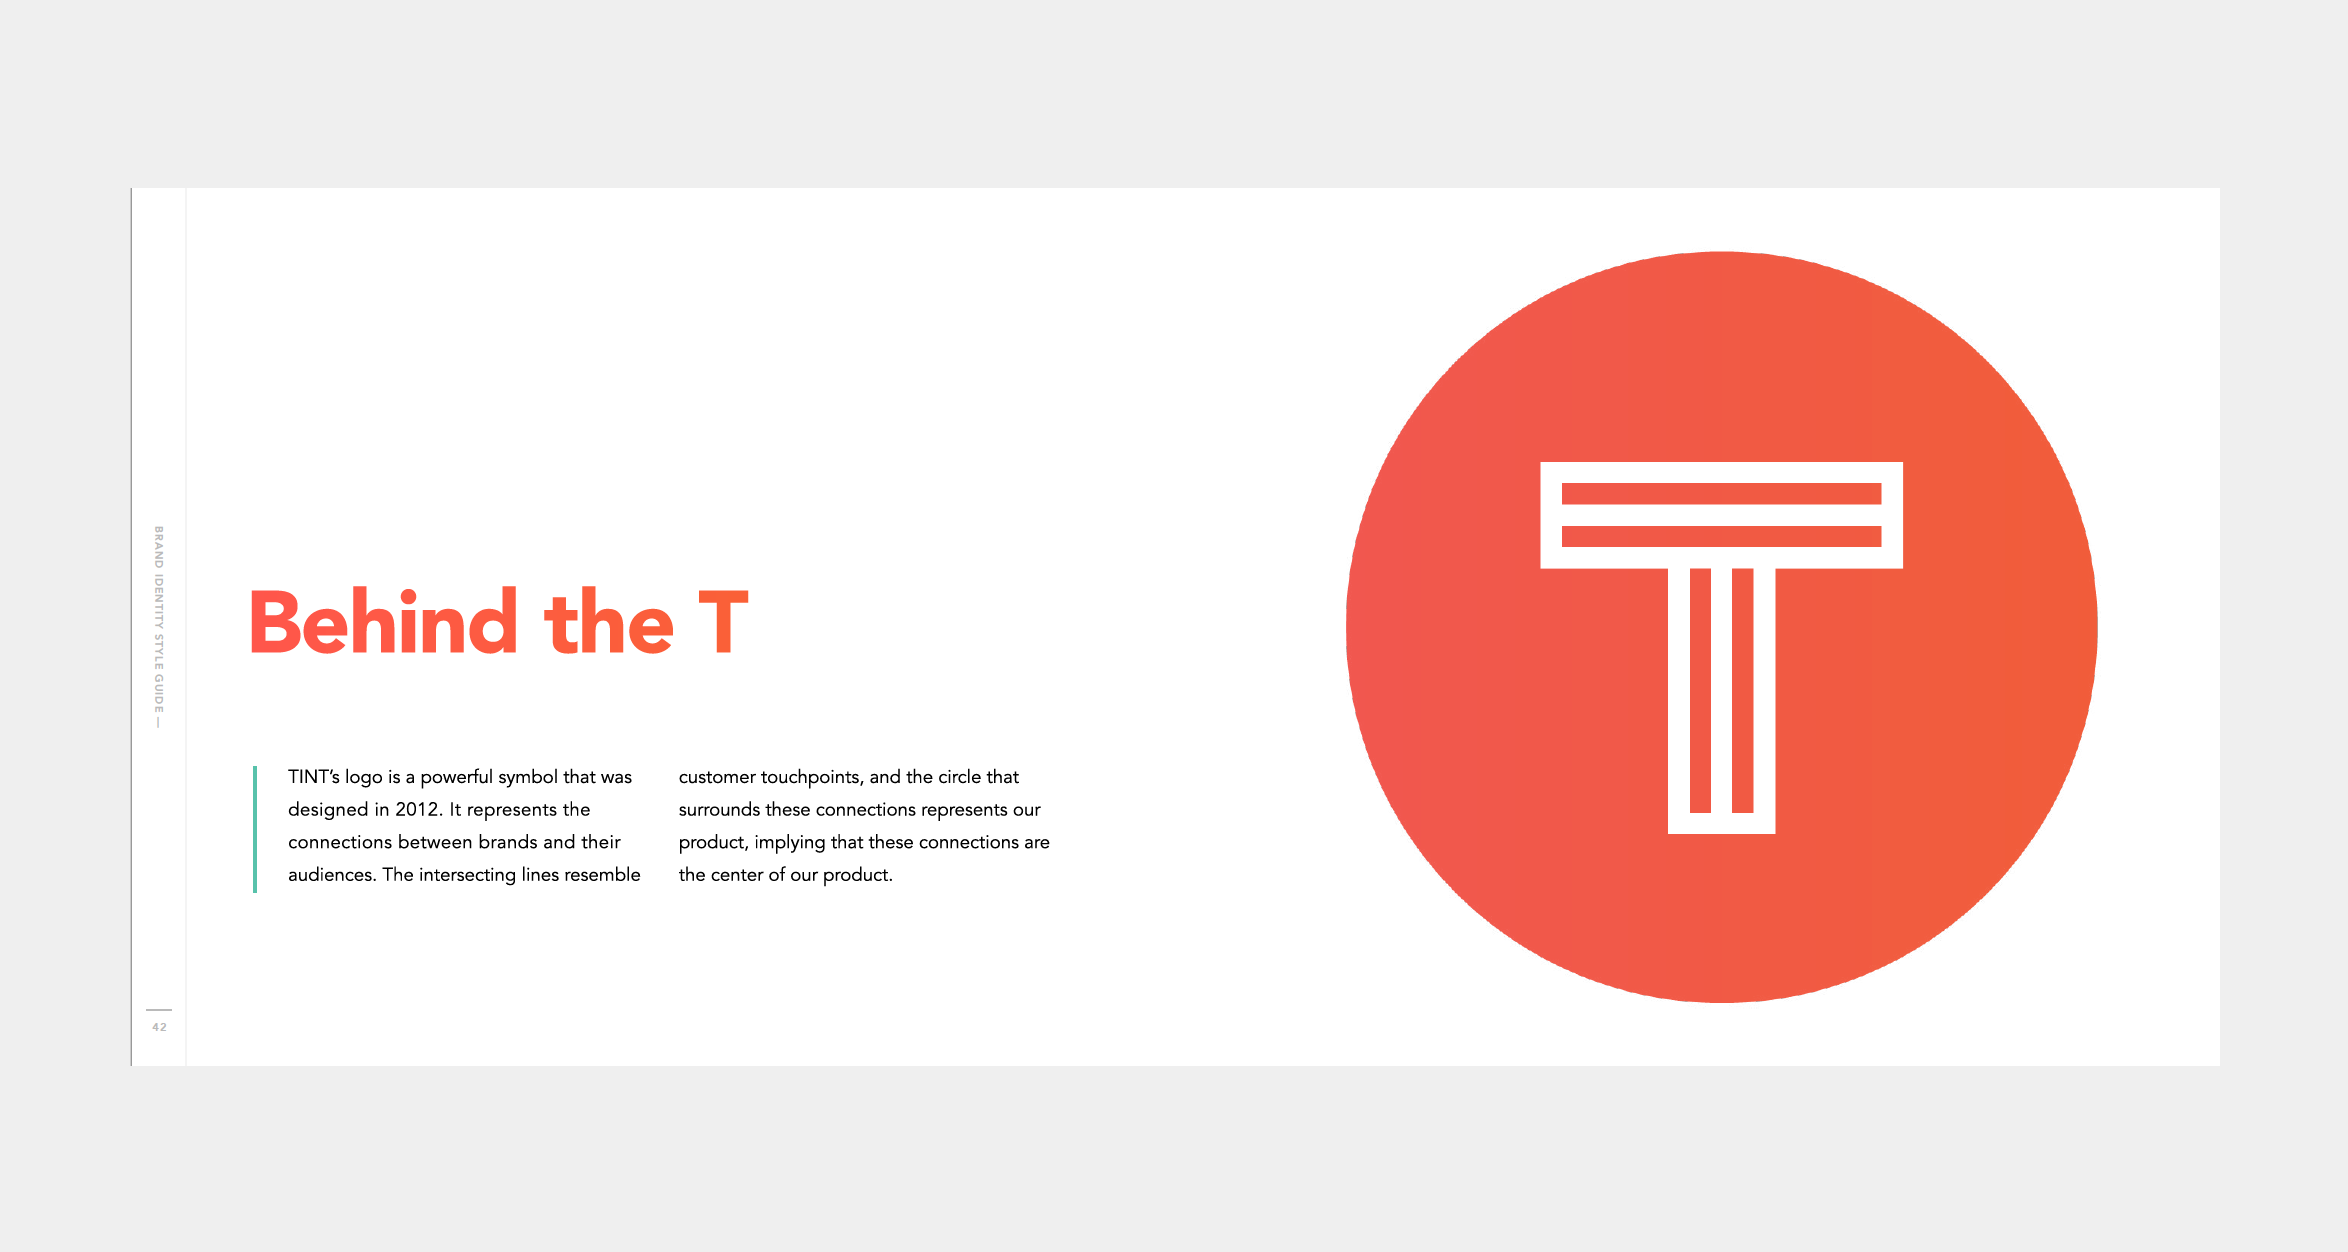 BRAND IDENTITY STYLE GUIDE —
42
Behind the T
TINT’s logo is a powerful symbol that was
designed in 2012. It represents the
connections between brands and their
audiences. The intersecting lines resemble
customer touchpoints, and the circle that
surrounds these connections represents our
product, implying that these connections are
the center of our product.
T